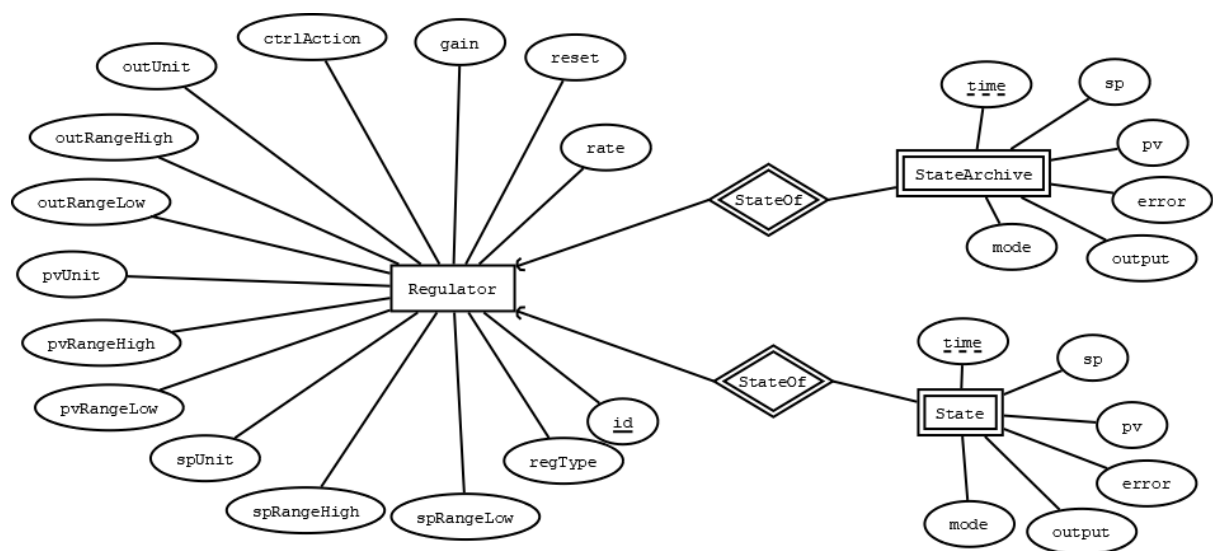 ctrlAction
gain
reset
outUnit
outRangeHigh
rate
outRangeLow
pvUnit
Regulator
pvRangeHigh
pvRangeLow
spUnit
spRangeHigh
spRangeLow
regType
id
StateOf
time
sp
pv
StateArchive
error
mode
output
StateOf
time
sp
State
pv
error
mode
output